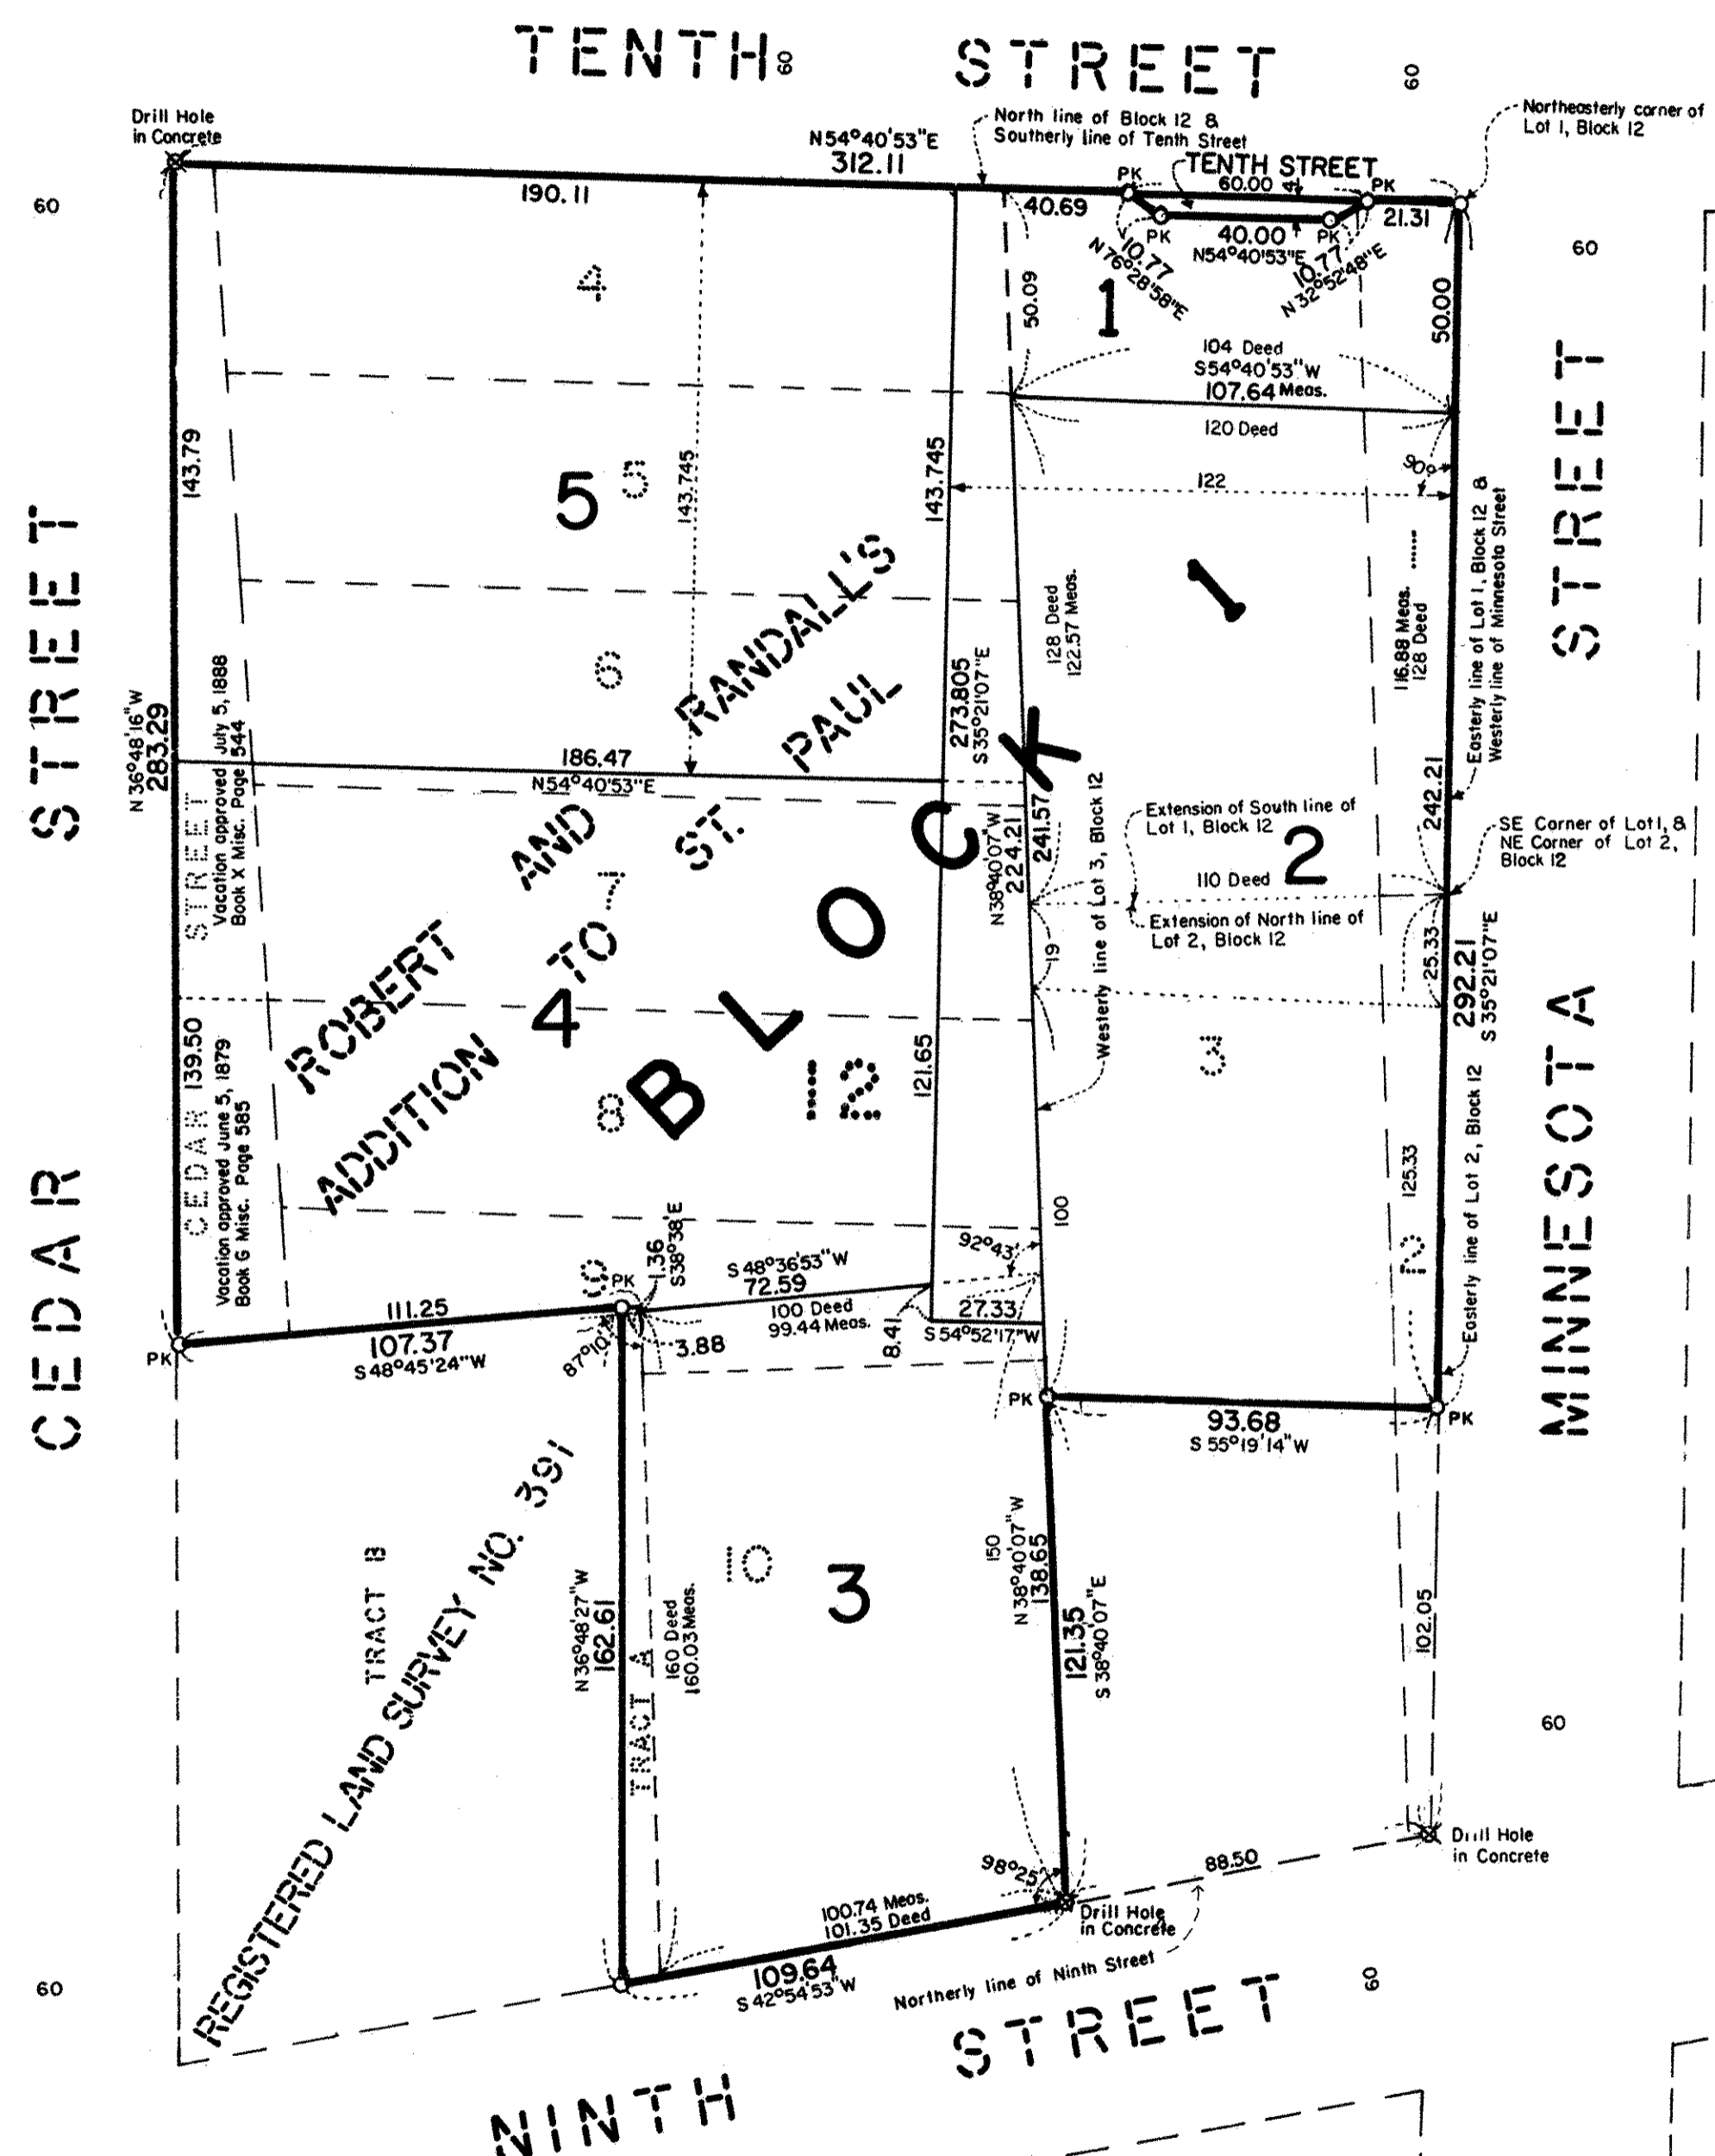 TENTH STREET
60
60
Drill Hole
in Concrete
North line of Block 12 &
Southerly line of Tenth Street
Northeasterly corner of
Lot 1, Block 12
N54°40'53"E
312.11
190.11
TENTH STREET
PK
60.00
4
PK
40.69
21.31
PK
40.00
PK
N54°40'53"E
10.77
N76°28'58"E
10.77
N32°52'48"E
60
60
4
50.09
1
50.00
104 Deed
S54°40'53"W
107.64 Meas.
120 Deed
90°
122
143.79
5
5
143.745
143.745
RANDALL'S
PAUL
128 Deed
122.57 Meas.
1
116.88 Meas.
128 Deed
1
Easterly line of Lot 1, Block 12 &
Westerly line of Minnesota Street
STREET
STREET
6
N36°48'16"W
283.29
Vacation approved July 5, 1888
Book X Misc. Page 544
273.805
S35°21'07"E
186.47
N54°40'53"E
STREET
AND
ST.
N38°40'07"W
224.21
241.57
Westerly line of Lot 3, Block 12
Extension of South line of
Lot 1, Block 12
2
110 Deed
Extension of North line of
Lot 2, Block 12
242.21
SE Corner of Lot 1, &
NE Corner of Lot 2,
Block 12
7
ROBERT
TO
ADDITION
4
BLOCK
12
19
25.33
292.21
S35°21'07"E
CEDAR
139.50
Vacation approved June 5, 1879
Book G Misc. Page 585
8
121.65
3
Easterly line of Lot 2, Block 12
MINNESOTA
CEDAR
100
125.33
2
92°43'
9
PK
1.36
S38°38'E
S48°36'53"W
72.59
100 Deed
99.44 Meas.
111.25
107.37
S48°45'24"W
PK
87°10'
3.88
8.41
27.33
S54°52'17"W
PK
93.68
S55°19'14"W
PK
REGISTERED LAND SURVEY NO. 391
TRACT B
10
3
N36°48'27"W
162.61
TRACT A
160 Deed
160.03 Meas.
150
N38°40'07"W
138.65
121.35
S38°40'07"E
102.05
60
98°25'
Drill Hole
in Concrete
88.50
Drill Hole
in Concrete
100.74 Meas.
101.35 Deed
109.64
S42°54'53"W
Northerly line of Ninth Street
60
60
NINTH STREET